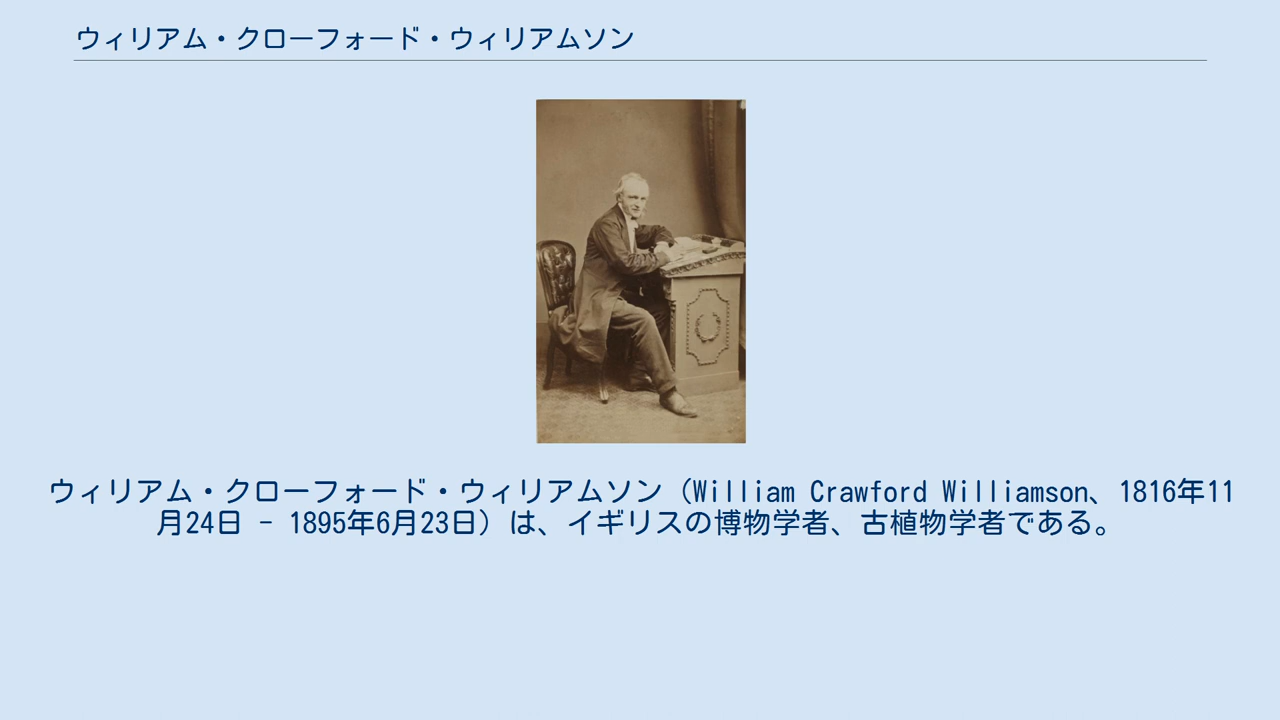 ウィリアム・クローフォード・ウィリアムソン
ウィリアム・クローフォード・ウィリアムソン（William Crawford Williamson、1816年11
月24日 - 1895年6月23日）は、イギリスの博物学者、古植物学者である。